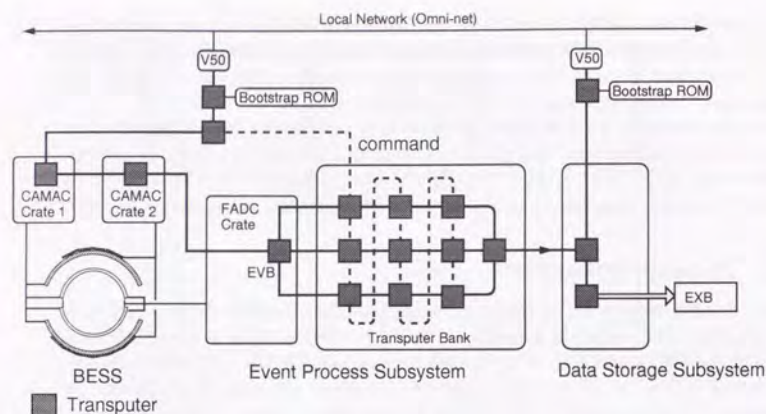 Local Network (Omni-net)
V50
V50
Bootstrap ROM
Bootstrap ROM
command
CAMAC
Crate 1
CAMAC
Crate 2
FADC
Crate
EVB
EXB
Transputer Bank
BESS
Event Process Subsystem
Data Storage Subsystem
Transputer